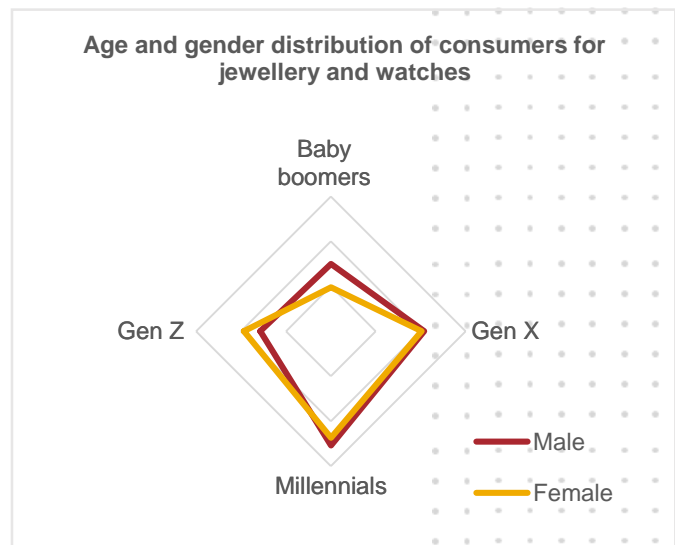 Age and gender distribution of consumers for
jewellery and watches
Baby
boomers
Gen Z
Gen X
Millennials
Male
Female